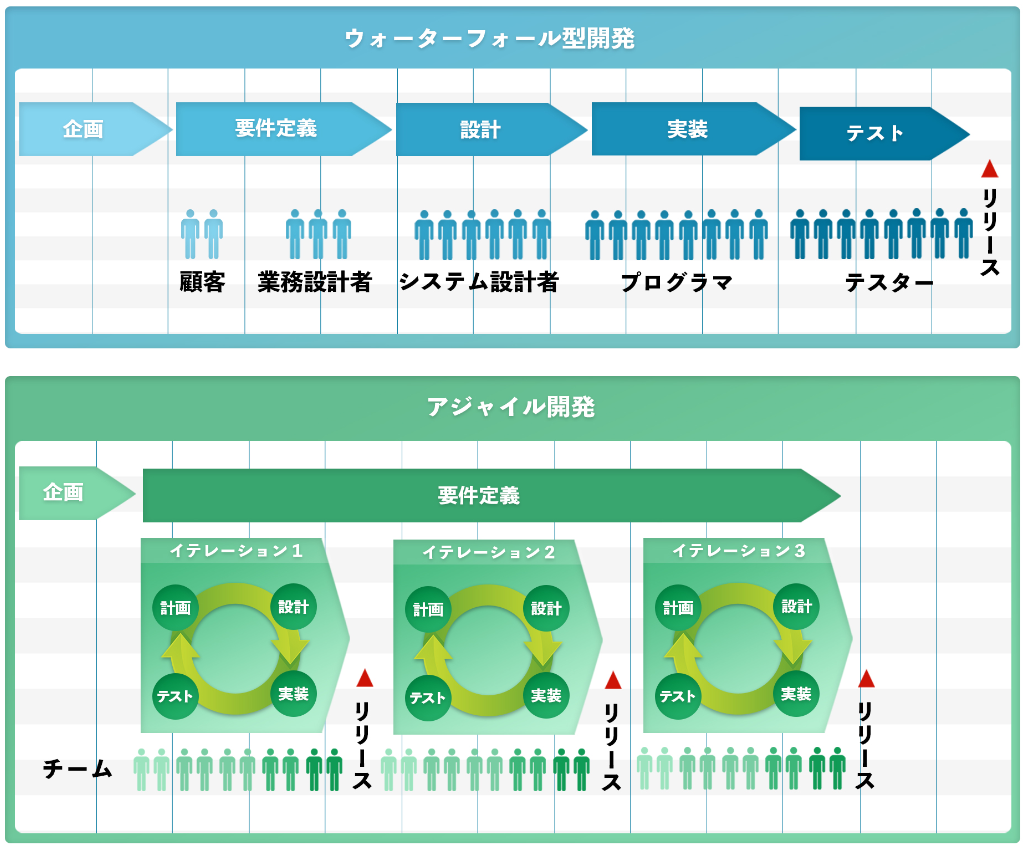 ウォーターフォール型開発
企画
要件定義
設計
実装
テスト
リリース
顧客
業務設計者
システム設計者
プログラマ
テスター
アジャイル開発
企画
要件定義
イテレーション1
計画
設計
テスト
実装
リリース
イテレーション2
計画
設計
テスト
実装
リリース
イテレーション3
計画
設計
テスト
実装
リリース
チーム